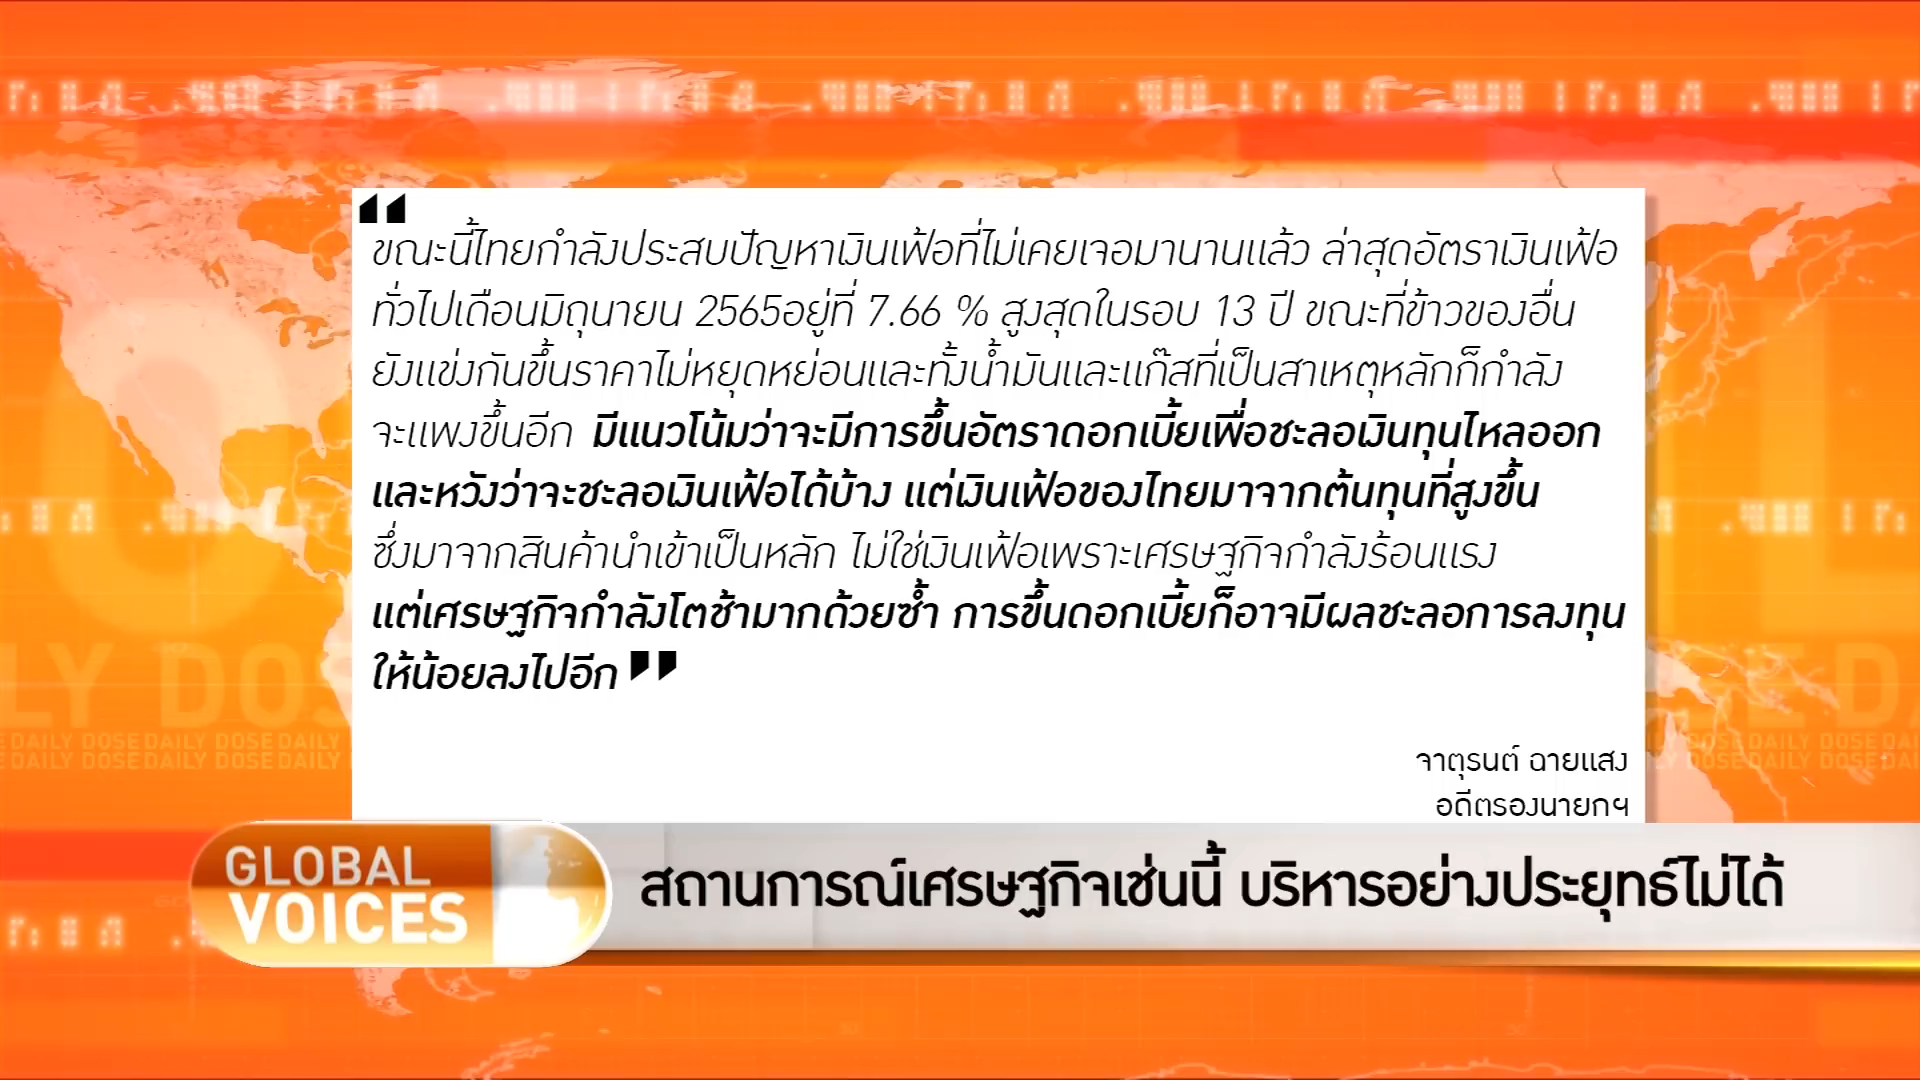 “
ขณะนี้ไทยกำลังประสบปัญหาเงินเฟ้อที่ไม่เคยเจอมานานแล้ว ล่าสุดอัตราเงินเฟ้อ
ทั่วไปเดือนมิถุนายน 2565อยู่ที่ 7.66 % สูงสุดในรอบ 13 ปี ขณะที่ข้าวของอื่น
ยังแข่งกันขึ้นราคาไม่หยุดหย่อนและทั้งน้ำมันและแก๊สที่เป็นสาเหตุหลักก็กำลัง
จะแพงขึ้นอีก มีแนวโน้มว่าจะมีการขึ้นอัตราดอกเบี้ยเพื่อชะลอเงินทุนไหลออก
และหวังว่าจะชะลอเงินเฟ้อได้บ้าง แต่เงินเฟ้อของไทยมาจากต้นทุนที่สูงขึ้น
ซึ่งมาจากสินค้านำเข้าเป็นหลัก ไม่ใช่เงินเฟ้อเพราะเศรษฐกิจกำลังร้อนแรง
แต่เศรษฐกิจกำลังโตช้ามากด้วยซ้ำ การขึ้นดอกเบี้ยก็อาจมีผลชะลอการลงทุน
ให้น้อยลงไปอีก ”
จาตุรนต์ ฉายแสง
อดีตรองนายกฯ
GLOBAL
VOICES
สถานการณ์เศรษฐกิจเช่นนี้ บริหารอย่างประยุทธ์ไม่ได้
LY DOSE
DAILY DOSE DAILY DOSE DAILY
DAILY DOSE DAILY DOSE DAILY